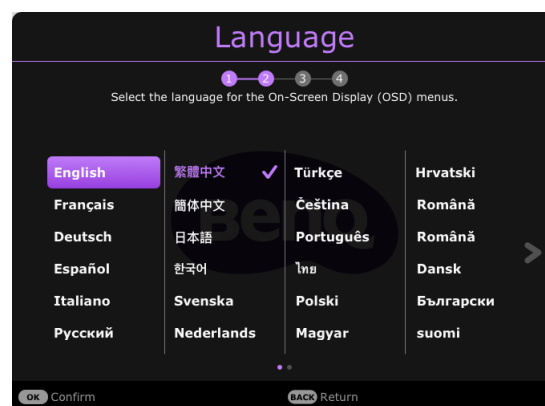 Language
1 2 3 4
Select the language for the On-Screen Display (OSD) menus.
English 繁體中文 Türkçe Hrvatski
Français 簡体中文 Čeština Română
Deutsch 日本語 Português Română
Español 한국어 ไทย Dansk
Italiano Svenska Polski Български
Русский Nederlands Magyar suomi
BenQ
OK Confirm BACK Return